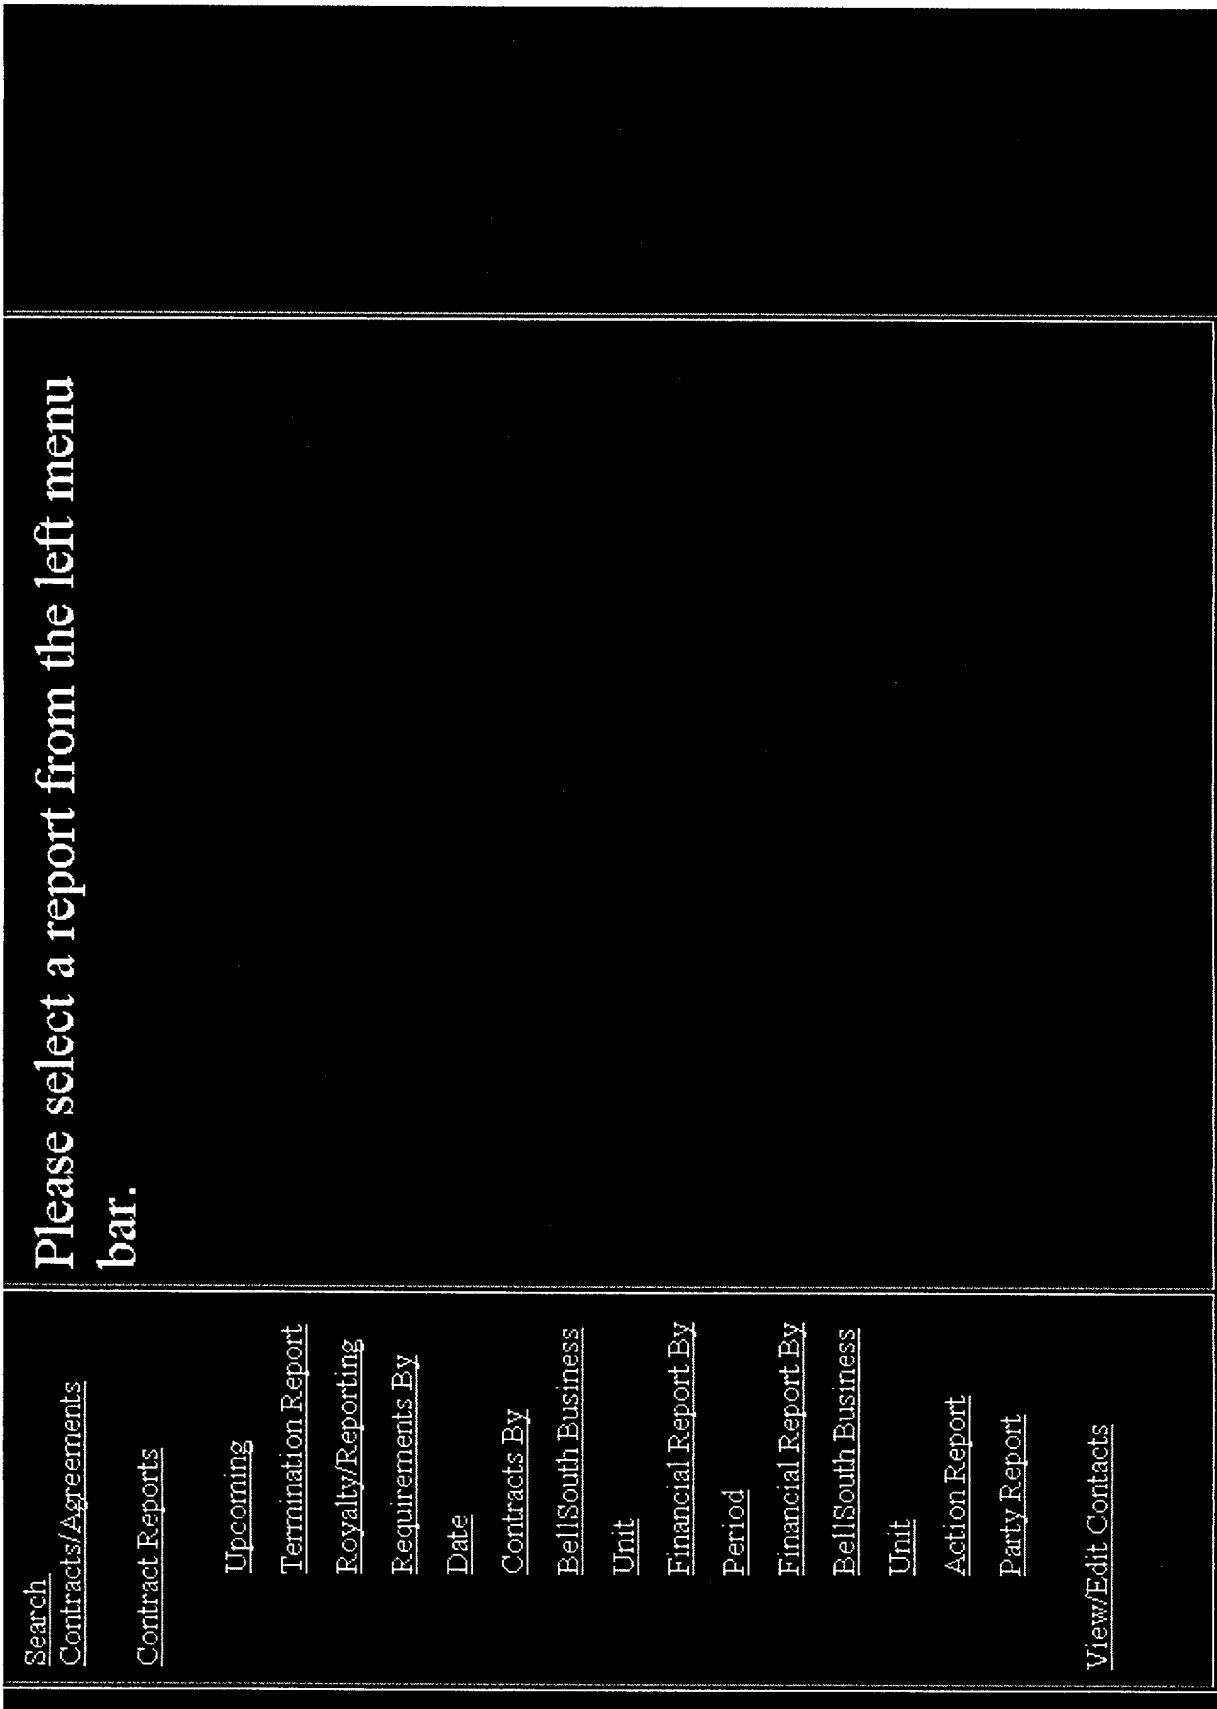 Search
Contracts/Agreements
Contract Reports
Upcoming
Termination Report
Royalty/Reporting
Requirements By
Date
Contracts By
BellSouth Business
Unit
Financial Report By
Period
Financial Report By
BellSouth Business
Unit
Action Report
Party Report
View/Edit Contacts
Please select a report from the left menu
bar.